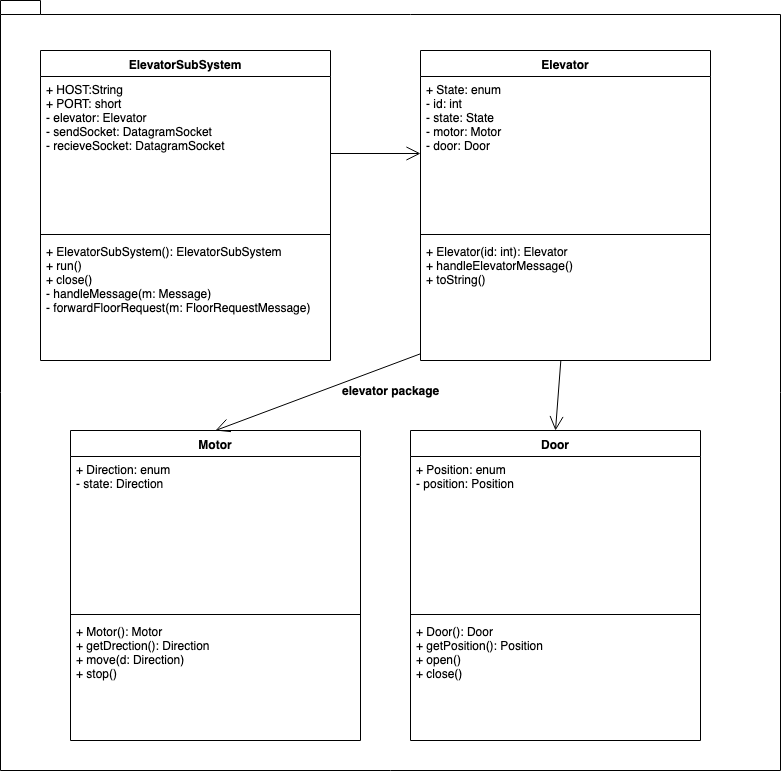 ElevatorSubSystem
+ HOST:String
+ PORT: short
- elevator: Elevator
- sendSocket: DatagramSocket
- recieveSocket: DatagramSocket
+ ElevatorSubSystem(): ElevatorSubSystem
+ run()
+ close()
- handleMessage(m: Message)
- forwardFloorRequest(m: FloorRequestMessage)
Elevator
+ State: enum
- id: int
- state: State
- motor: Motor
- door: Door
+ Elevator(id: int): Elevator
+ handleElevatorMessage()
+ toString()
elevator package
Motor
+ Direction: enum
- state: Direction
+ Motor(): Motor
+ getDrection(): Direction
+ move(d: Direction)
+ stop()
Door
+ Position: enum
- position: Position
+ Door(): Door
+ getPosition(): Position
+ open()
+ close()